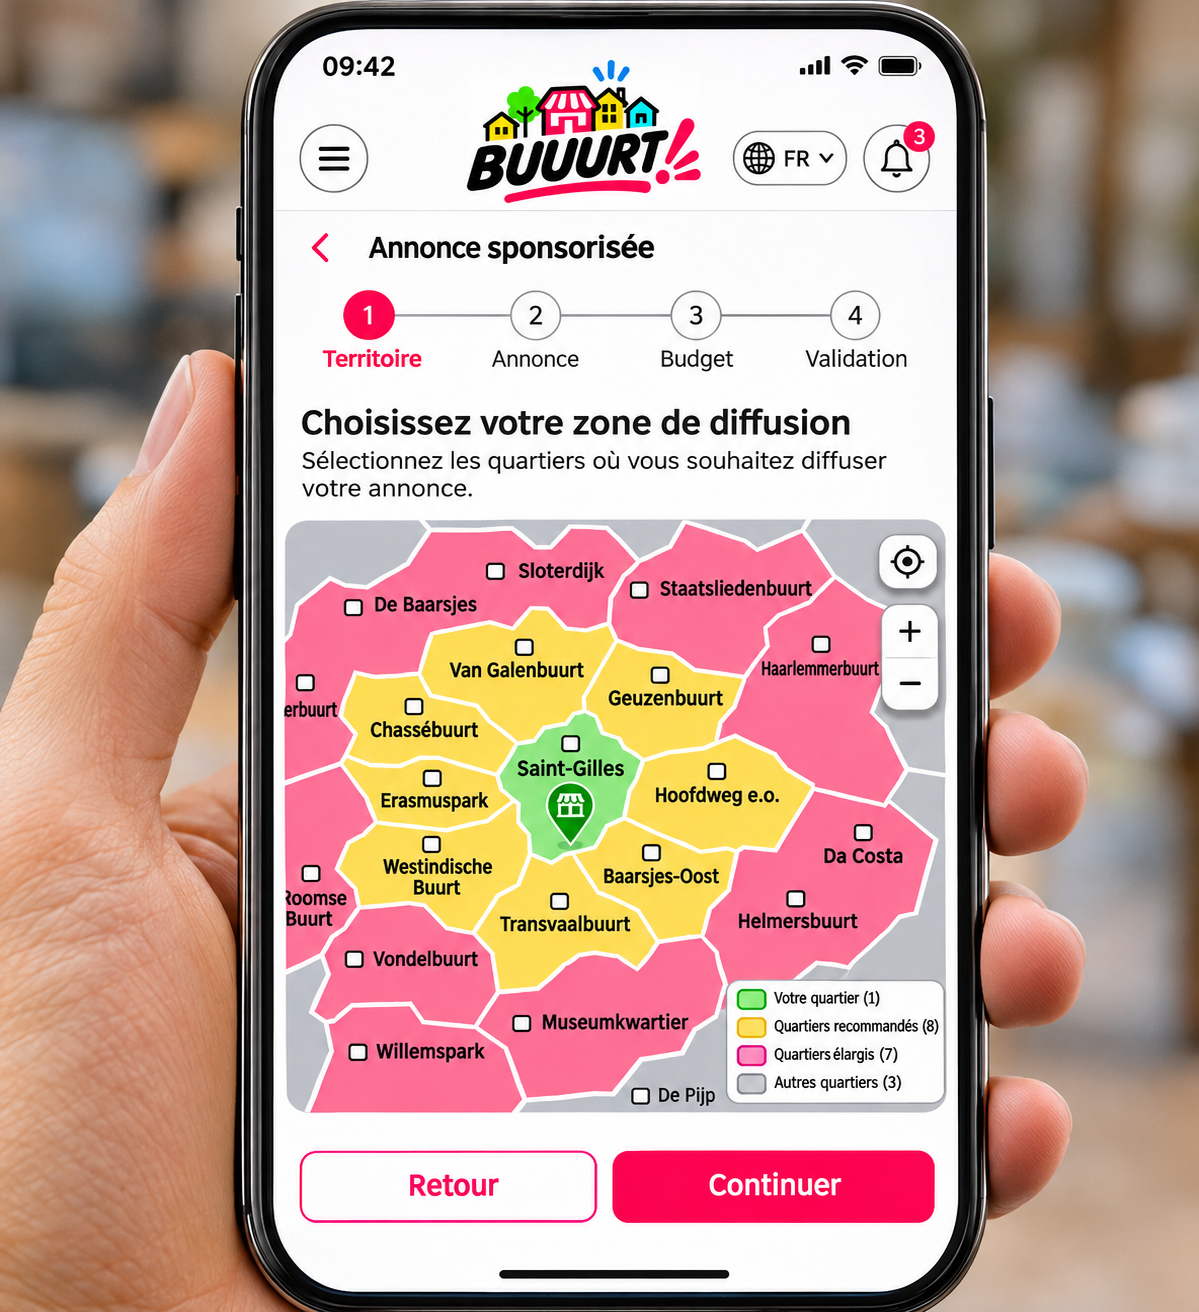 09:42
BUUURT!
FR
3
Annonce sponsorisée
1
2
3
4
Territoire
Annonce
Budget
Validation
Choisissez votre zone de diffusion
Sélectionnez les quartiers où vous souhaitez diffuser
votre annonce.
Sloterdijk
Staatsliedenbuurt
De Baarsjes
Haarlemmerbuurt
Van Galenbuurt
Geuzenbuurt
erbuurt
Chassébuurt
Saint-Gilles
Erasmuspark
Hoofdweg e.o.
Westindische
Buurt
Baarsjes-Oost
Da Costa
Roomse
Buurt
Transvaalbuurt
Helmersbuurt
Vondelbuurt
Museumkwartier
Willemspark
De Pijp
Votre quartier (1)
Quartiers recommandés (8)
Quartiers élargis (7)
Autres quartiers (3)
Retour
Continuer